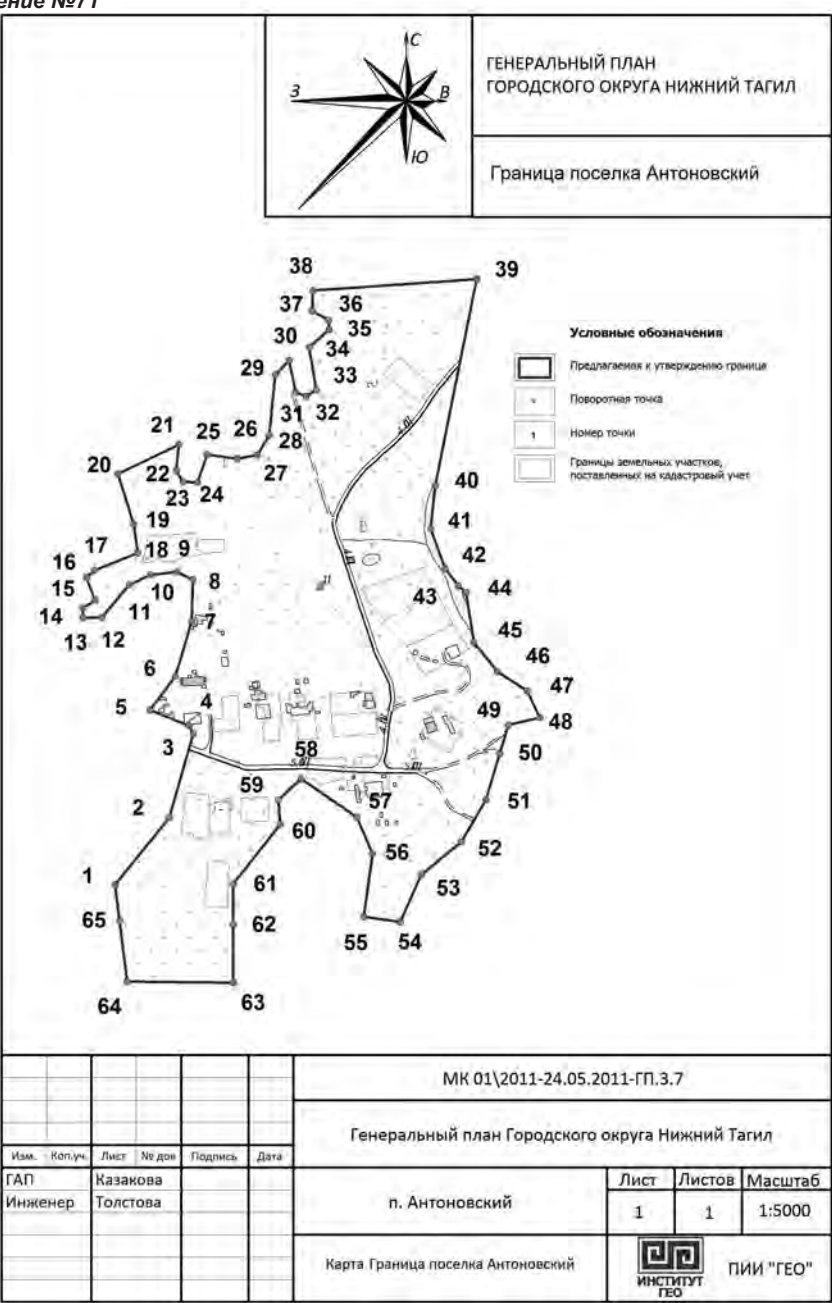 ение №71
С
З
В
Ю
ГЕНЕРАЛЬНЫЙ ПЛАН
ГОРОДСКОГО ОКРУГА НИЖНИЙ ТАГИЛ
Граница поселка Антоновский
38
39
37
36
35
30
34
29
33
31
32
21
25
26
28
27
20
22
23
24
40
19
41
18
9
17
16
42
8
10
15
11
43
44
14
13
12
7
45
6
46
5
4
47
49
48
3
50
58
59
2
57
51
60
56
52
1
61
53
65
62
55
54
64
63
Условные обозначения
Предлагаемая к утверждению граница
Поворотная точка
1
Номер точки
Границы земельных участков,
поставленных на кадастровый учет
МК 01\2011-24.05.2011-ГП.3.7
Генеральный план Городского округа Нижний Тагил
Изм. Кол.уч. Лист № док Подпись Дата
ГАП Казакова
Инженер Толстова
п. Антоновский
Лист Листов Масштаб
1 1 1:5000
Карта Граница поселка Антоновский
ИНСТИТУТ
ГЕО
ПИИ "ГЕО"